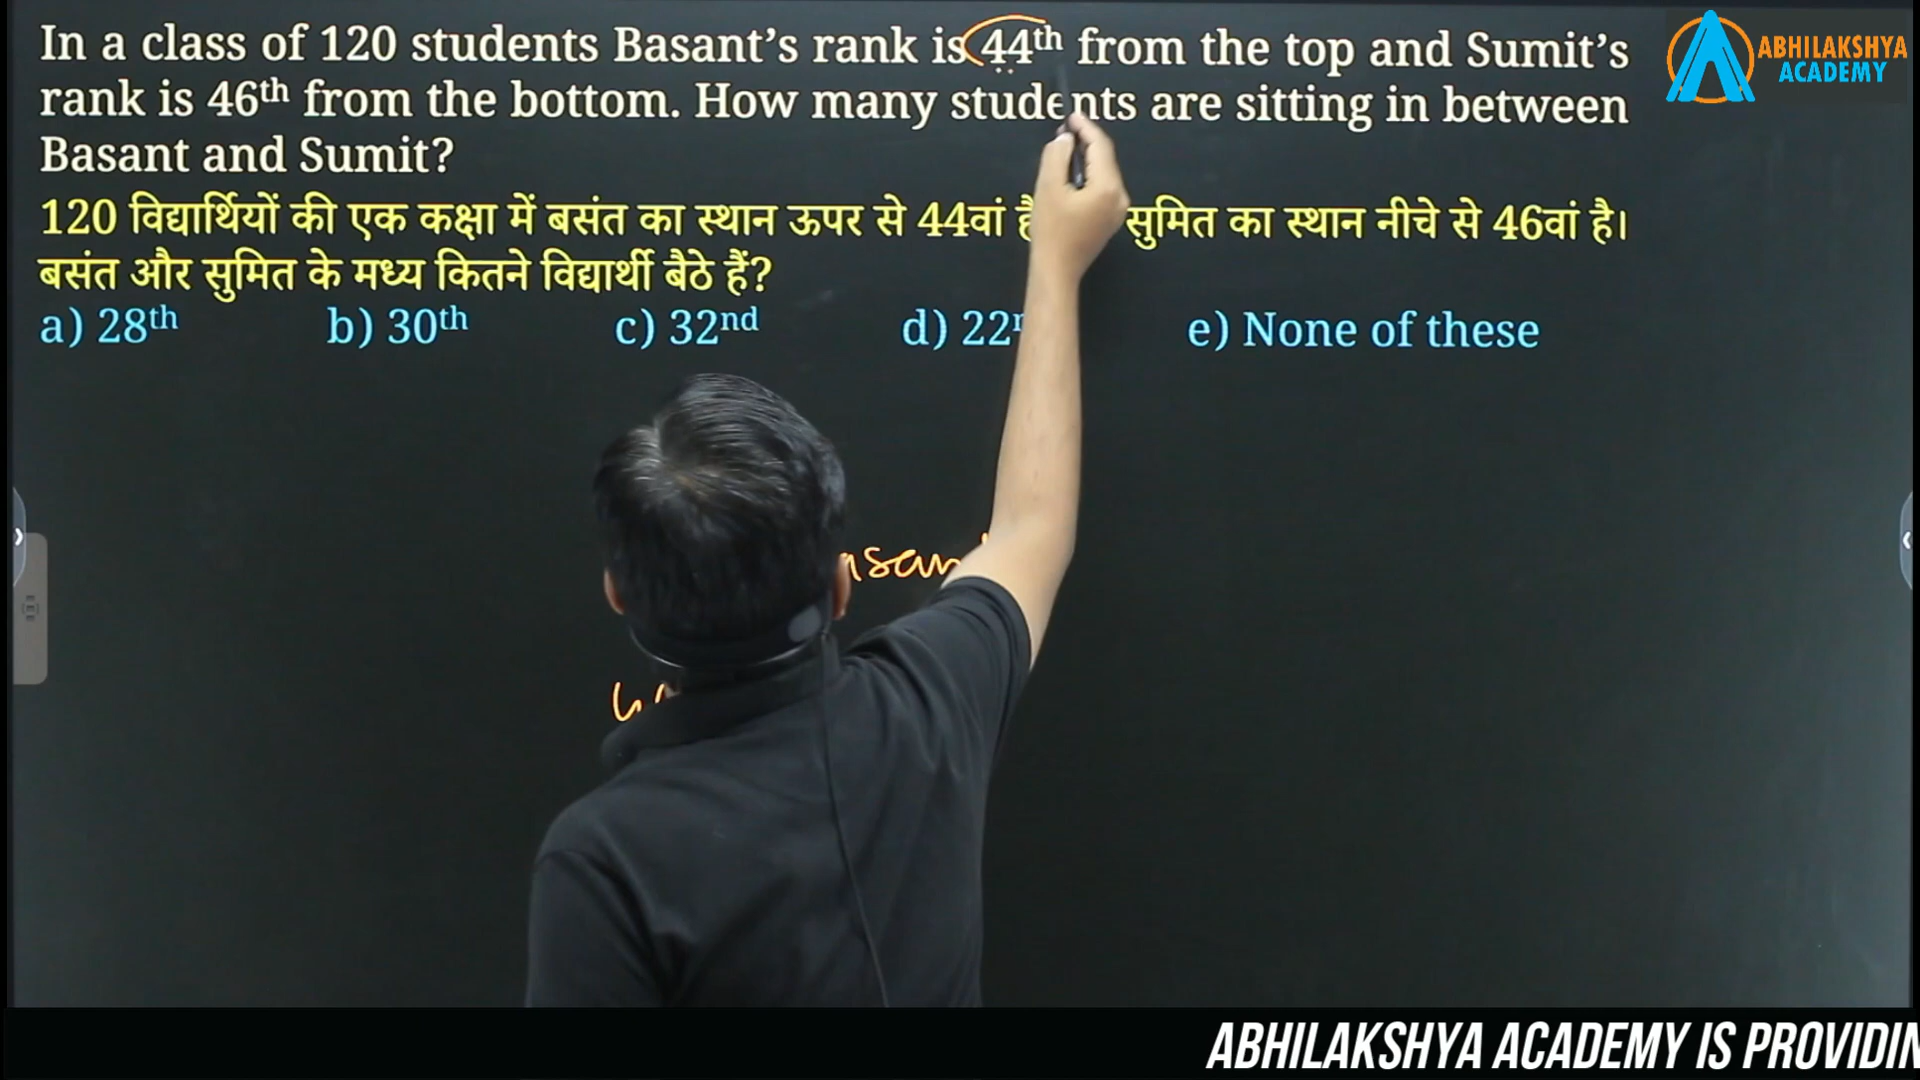 In a class of 120 students Basant's rank is 44th from the top and Sumit's
rank is 46th from the bottom. How many students are sitting in between
Basant and Sumit?
120 विद्यार्थियों की एक कक्षा में बसंत का स्थान ऊपर से 44वां सुमित का स्थान नीचे से 46वां है।
बसंत और सुमित के मध्य कितने विद्यार्थी बैठे हैं?
a) 28th b) 30th c) 32nd d) 22 e) None of these
ABHILAKSHYA
ACADEMY
ABHILAKSHYA ACADEMY IS PROVIDIN